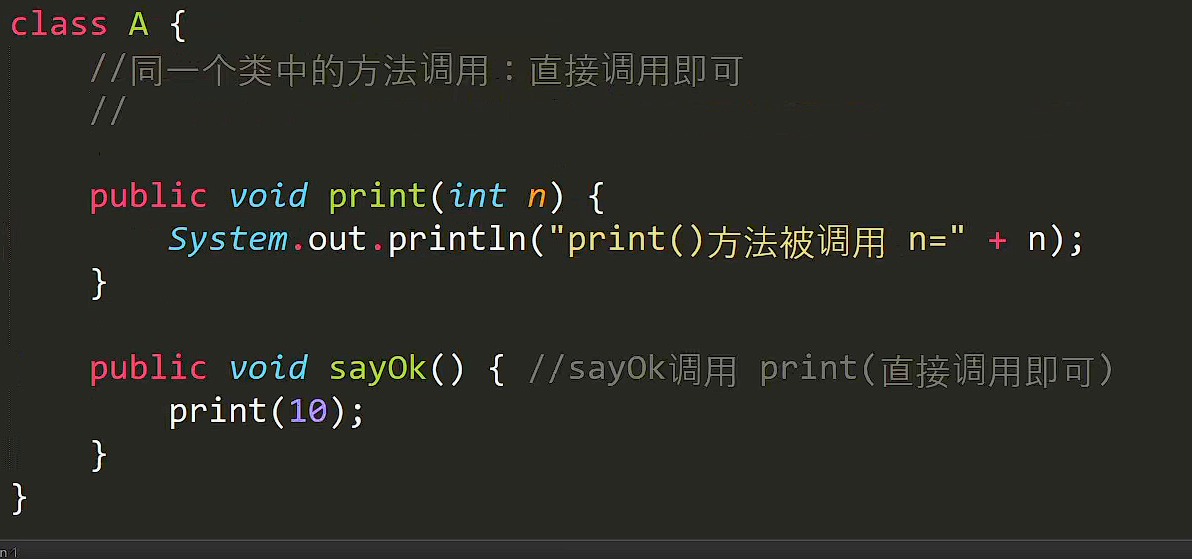 class A {
//同一个类中的方法调用：直接调用即可
//
public void print(int n) {
System.out.println("print()方法被调用 n=" + n);
}
public void sayOk() { //sayOk调用 print(直接调用即可)
print(10);
}
}
n 1